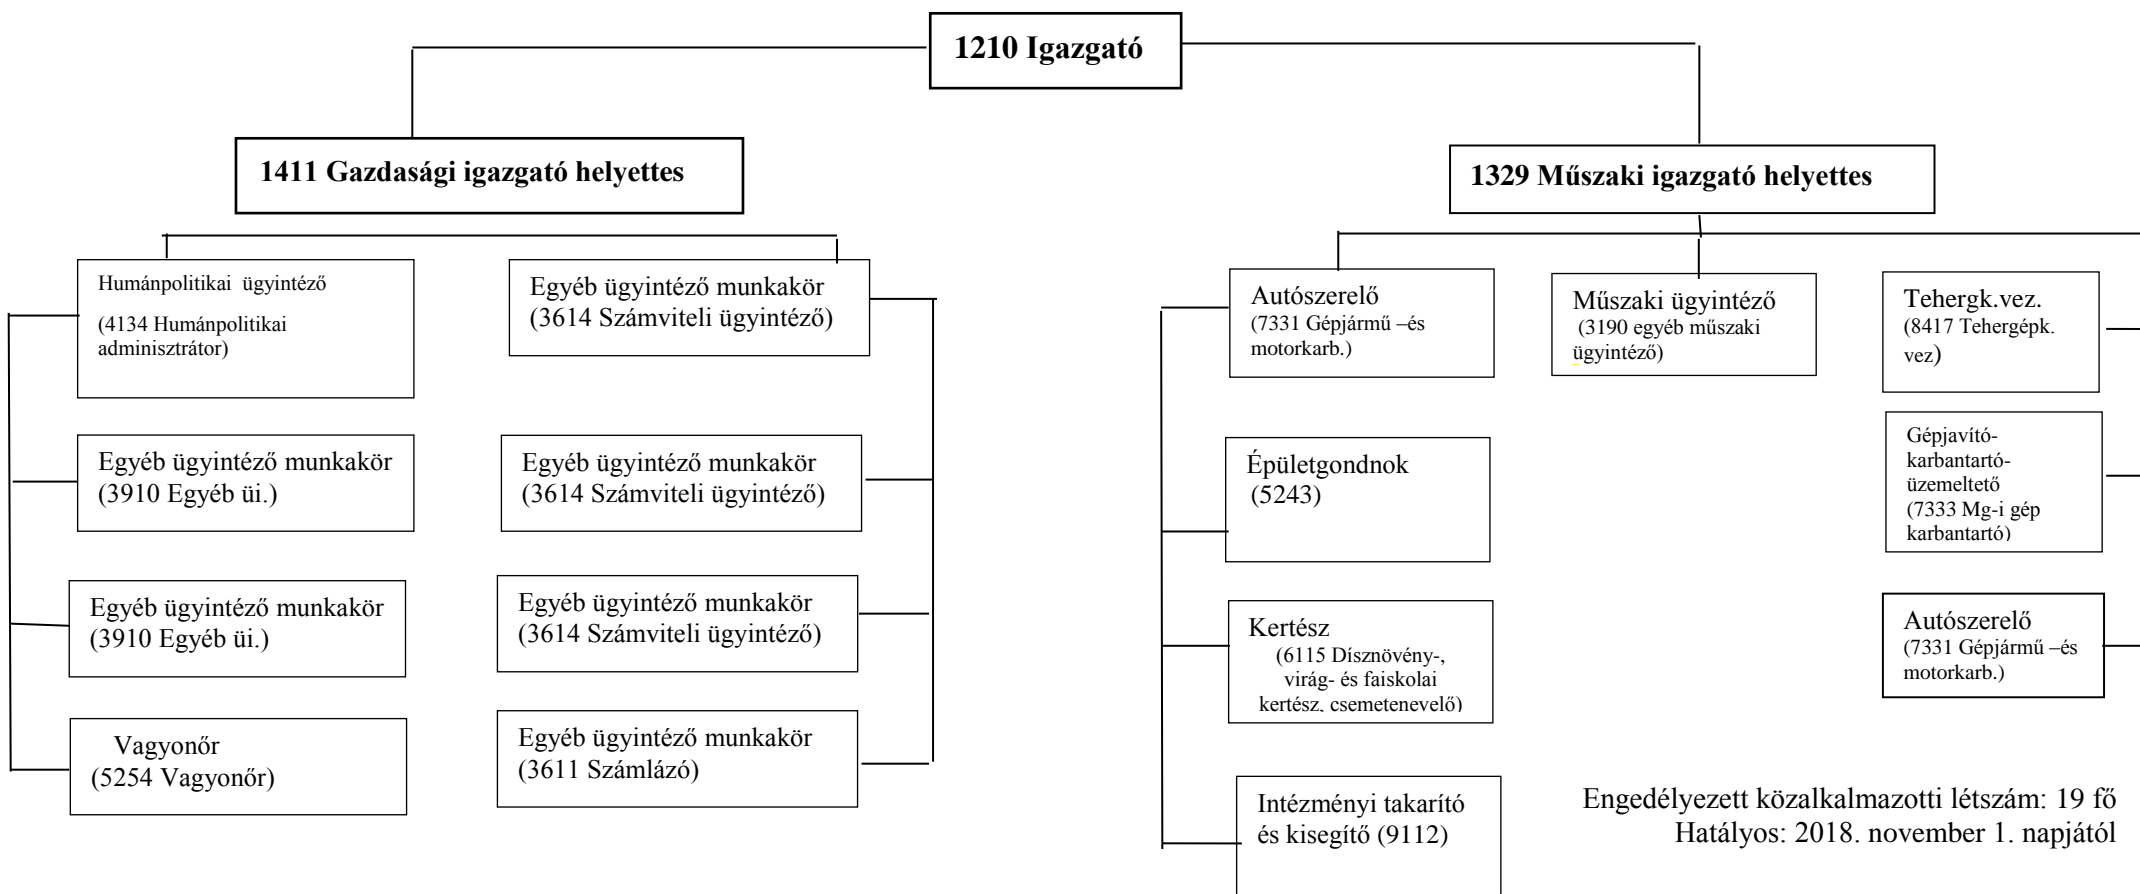 1210 Igazgató
1411 Gazdasági igazgató helyettes
1329 Műszaki igazgató helyettes
Humánpolitikai ügyintéző
(4134 Humánpolitikai
adminisztrátor)
Egyéb ügyintéző munkakör
(3910 Egyéb üi.)
Egyéb ügyintéző munkakör
(3910 Egyéb üi.)
Vagyonőr
(5254 Vagyonőr)
Egyéb ügyintéző munkakör
(3614 Számviteli ügyintéző)
Egyéb ügyintéző munkakör
(3614 Számviteli ügyintéző)
Egyéb ügyintéző munkakör
(3614 Számviteli ügyintéző)
Egyéb ügyintéző munkakör
(3611 Számlázó)
Autószerelő
(7331 Gépjármű –és
motorkarb.)
Épületgondnok
(5243)
Kertész
(6115 Dísznövény-,
virág- és faiskolai
kertész, csemetenevelő)
Intézményi takarító
és kisegítő (9112)
Műszaki ügyintéző
(3190 egyéb műszaki
ügyintéző)
Tehergk.vez.
(8417 Tehergépk.
vez)
Gépjavító-
karbantartó-
üzemeltető
(7333 Mg-i gép
karbantartó)
Autószerelő
(7331 Gépjármű –és
motorkarb.)
Engedélyezett közalkalmazotti létszám: 19 fő
Hatályos: 2018. november 1. napjától